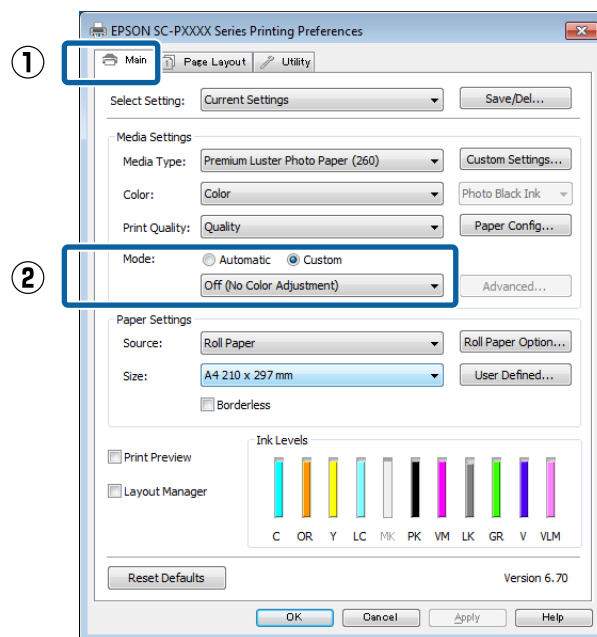 EPSON SC-PXXXX Series Printing Preferences
① Main Page Layout Utility
Select Setting: Current Settings Save/Del...
Media Settings
Media Type: Premium Luster Photo Paper (260) Custom Settings...
Color: Color Photo Black Ink
Print Quality: Quality Paper Config...
Mode: Automatic Custom
② Off (No Color Adjustment) Advanced...
Paper Settings
Source: Roll Paper Roll Paper Option...
Size: A4 210 x 297 mm User Defined...
Borderless
Ink Levels
Print Preview
Layout Manager
C OR Y LC MK PK VM LK GR V VLM
Reset Defaults Version 6.70
OK Cancel Apply Help